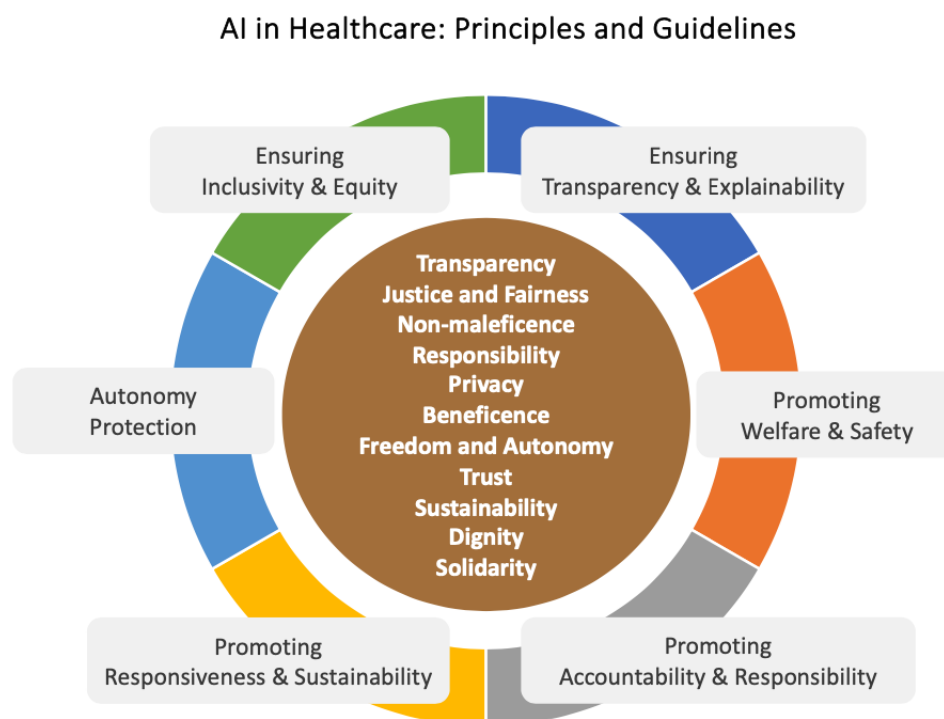 AI in Healthcare: Principles and Guidelines
Ensuring
Inclusivity & Equity
Ensuring
Transparency & Explainability
Transparency
Justice and Fairness
Non-maleficence
Responsibility
Privacy
Beneficence
Freedom and Autonomy
Trust
Sustainability
Dignity
Solidarity
Autonomy
Protection
Promoting
Welfare & Safety
Promoting
Responsiveness & Sustainability
Promoting
Accountability & Responsibility